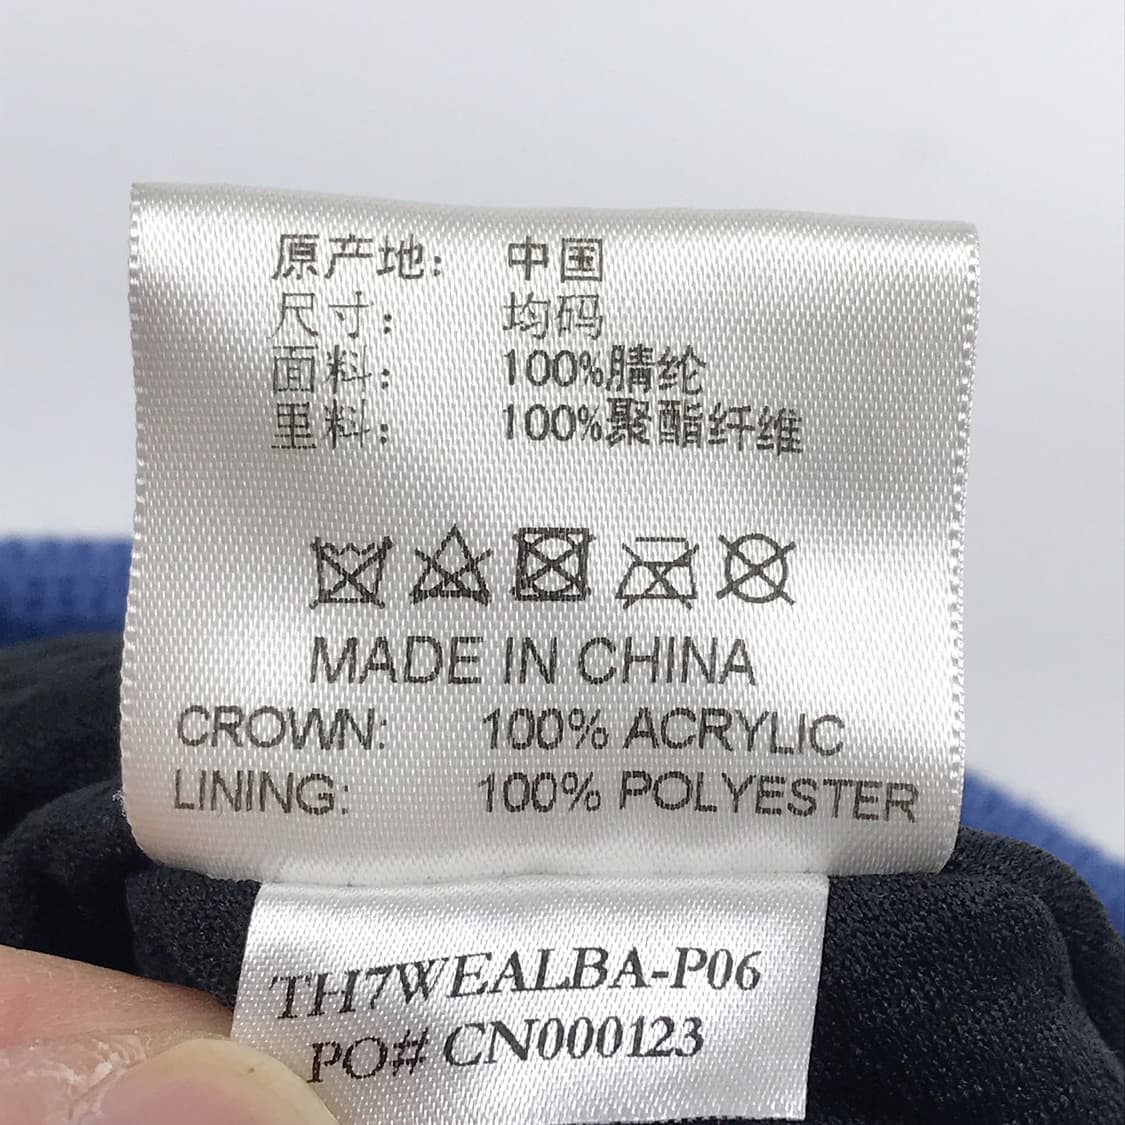 原产地: 中国
尺寸: 均码
面料: 100%腈纶
里料: 100%聚酯纤维
MADE IN CHINA
CROWN: 100% ACRYLIC
LINING: 100% POLYESTER
TH7WEALBA-P06
PO# CN000123